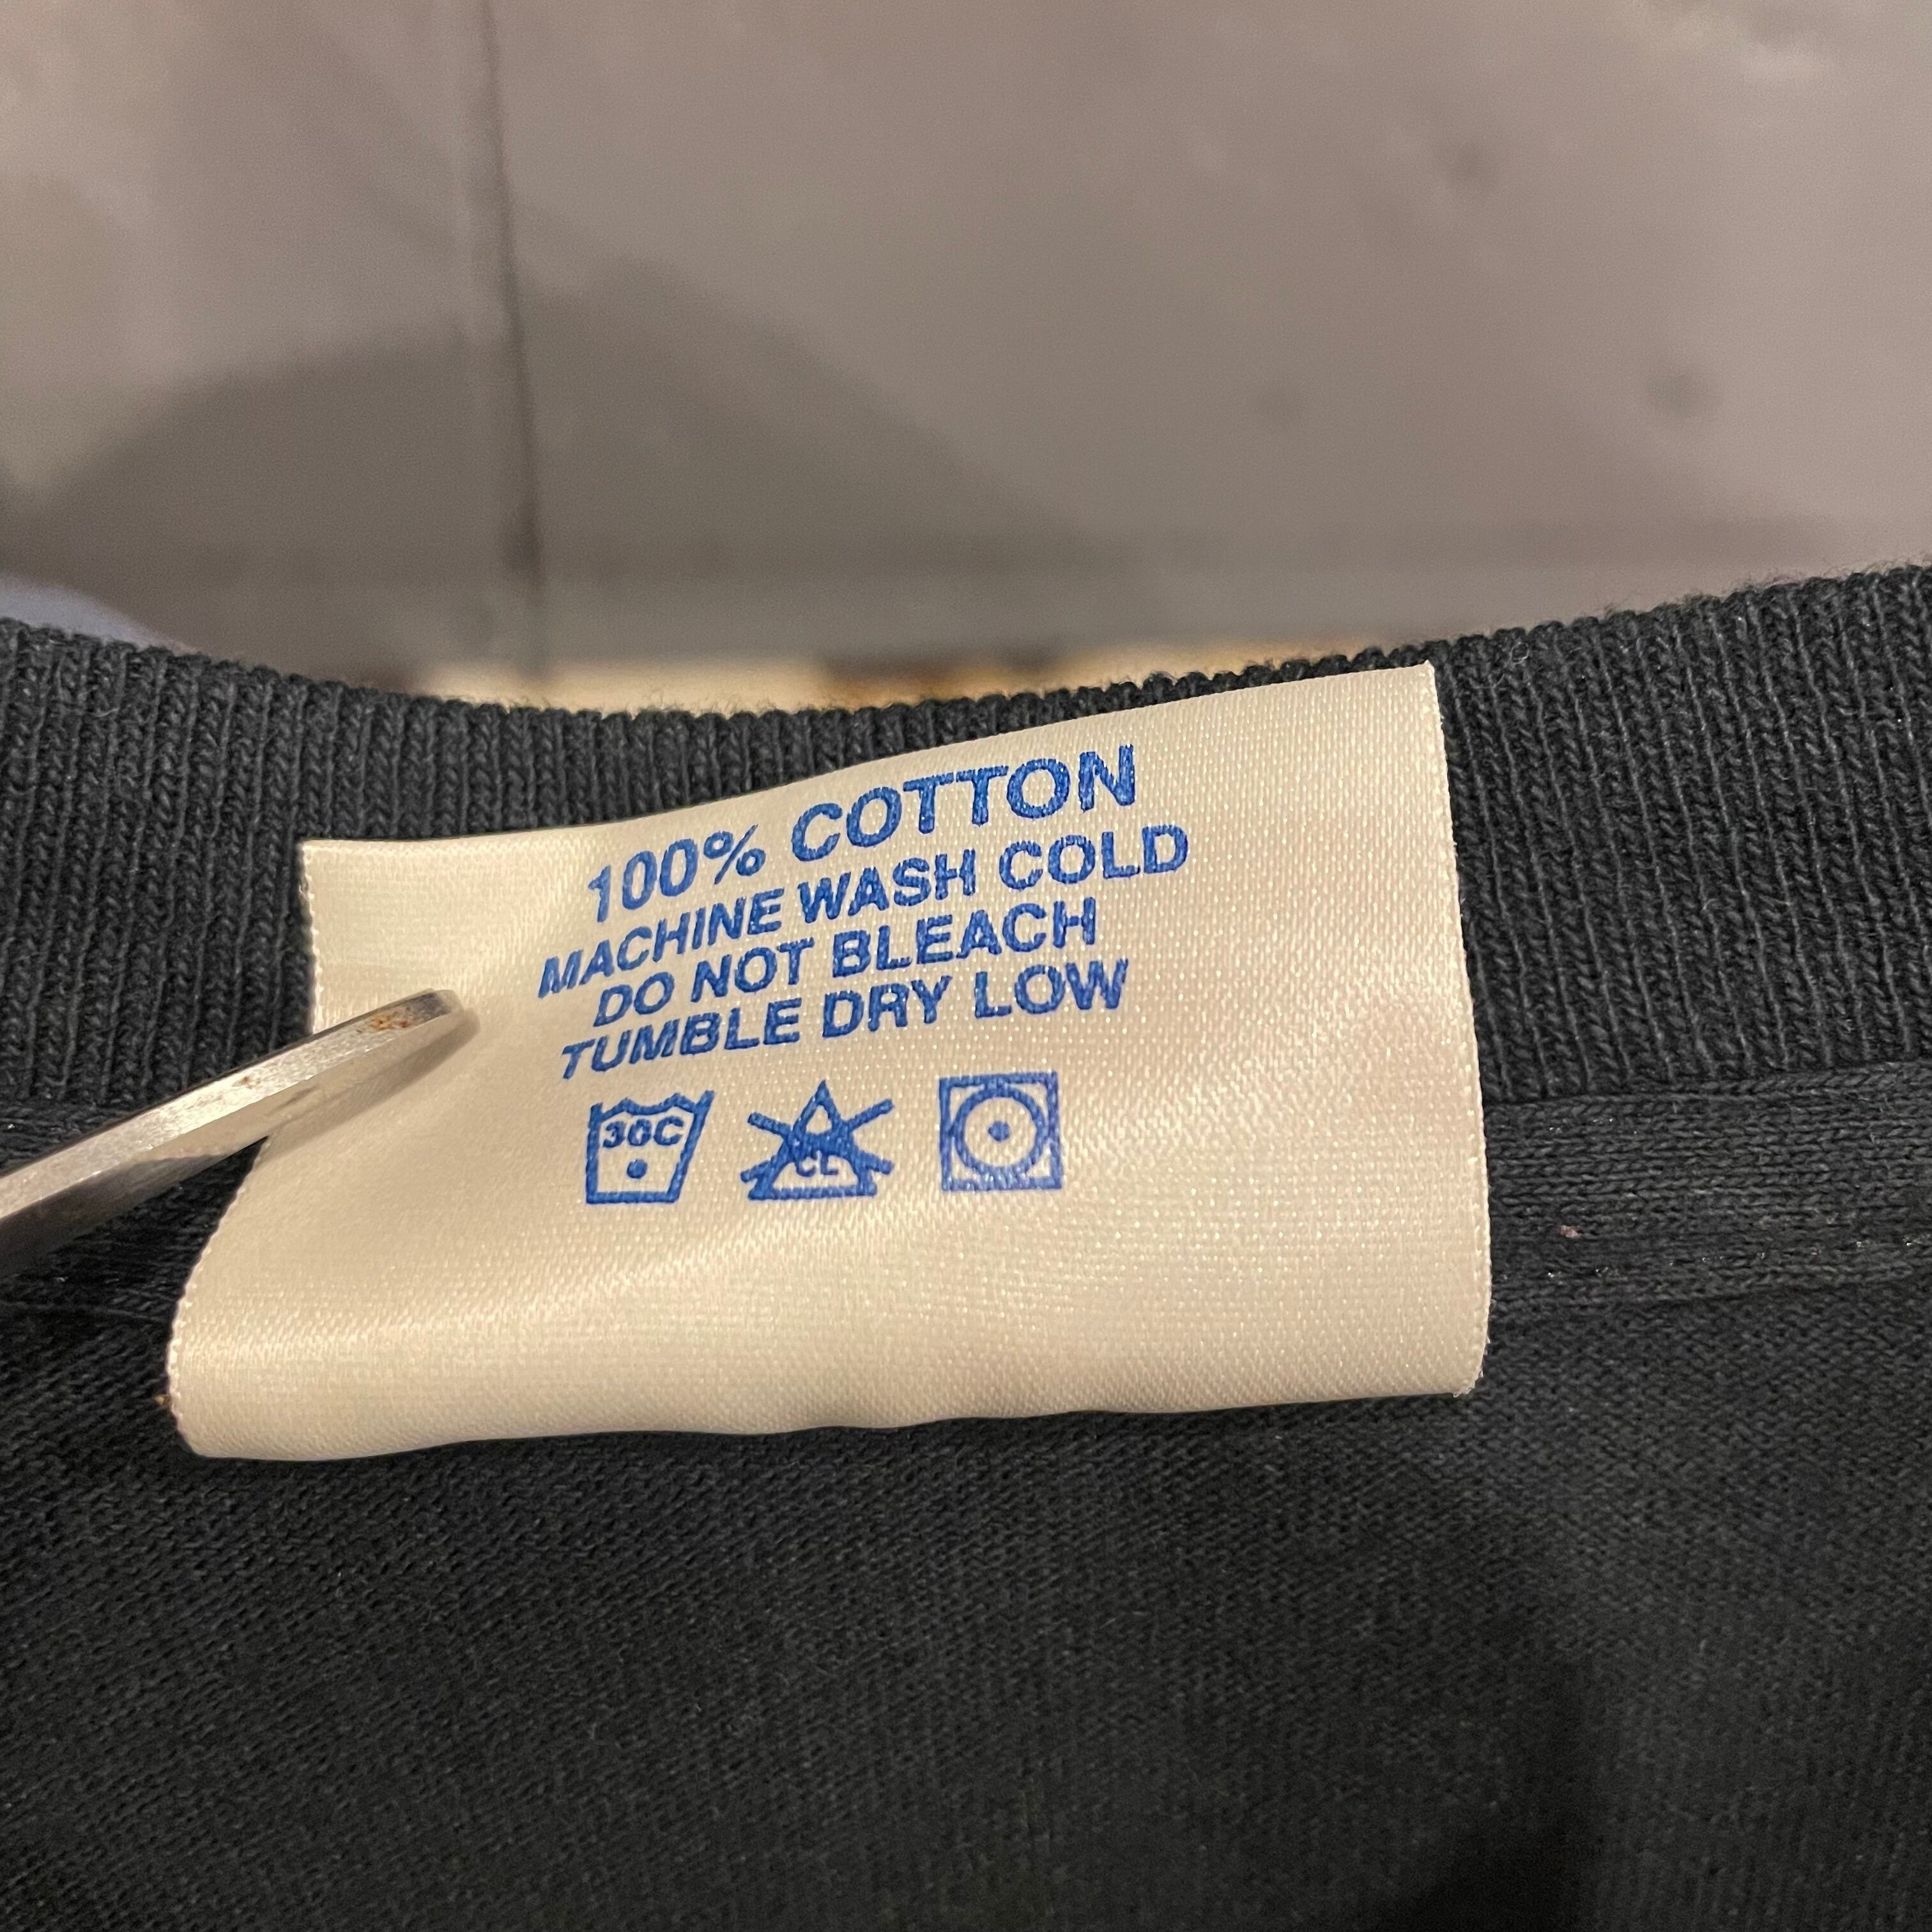 100% COTTON
MACHINE WASH COLD
DO NOT BLEACH
TUMBLE DRY LOW
30C
CL